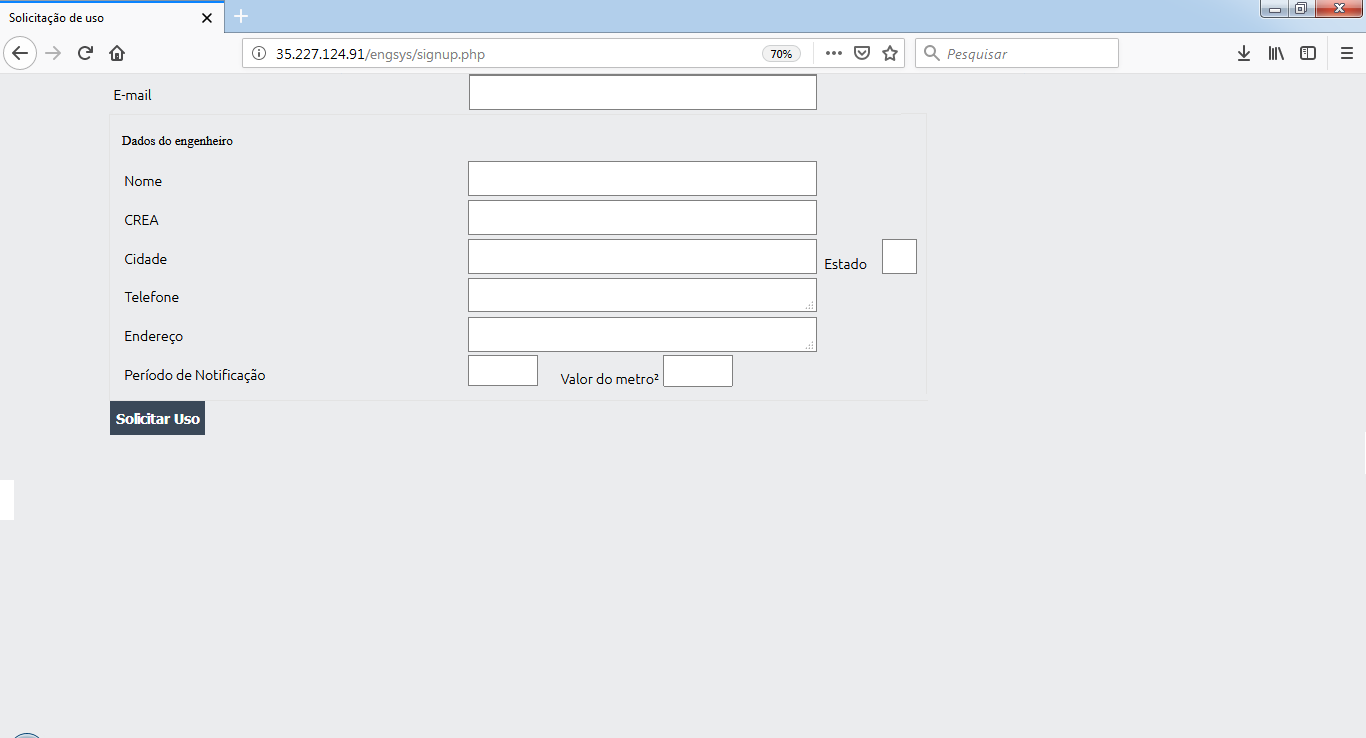 Solicitação de uso
35.227.124.91/engsys/signup.php 70% Pesquisar
E-mail
Dados do engenheiro
Nome
CREA
Cidade Estado
Telefone
Endereço
Período de Notificação Valor do metro²
Solicitar Uso